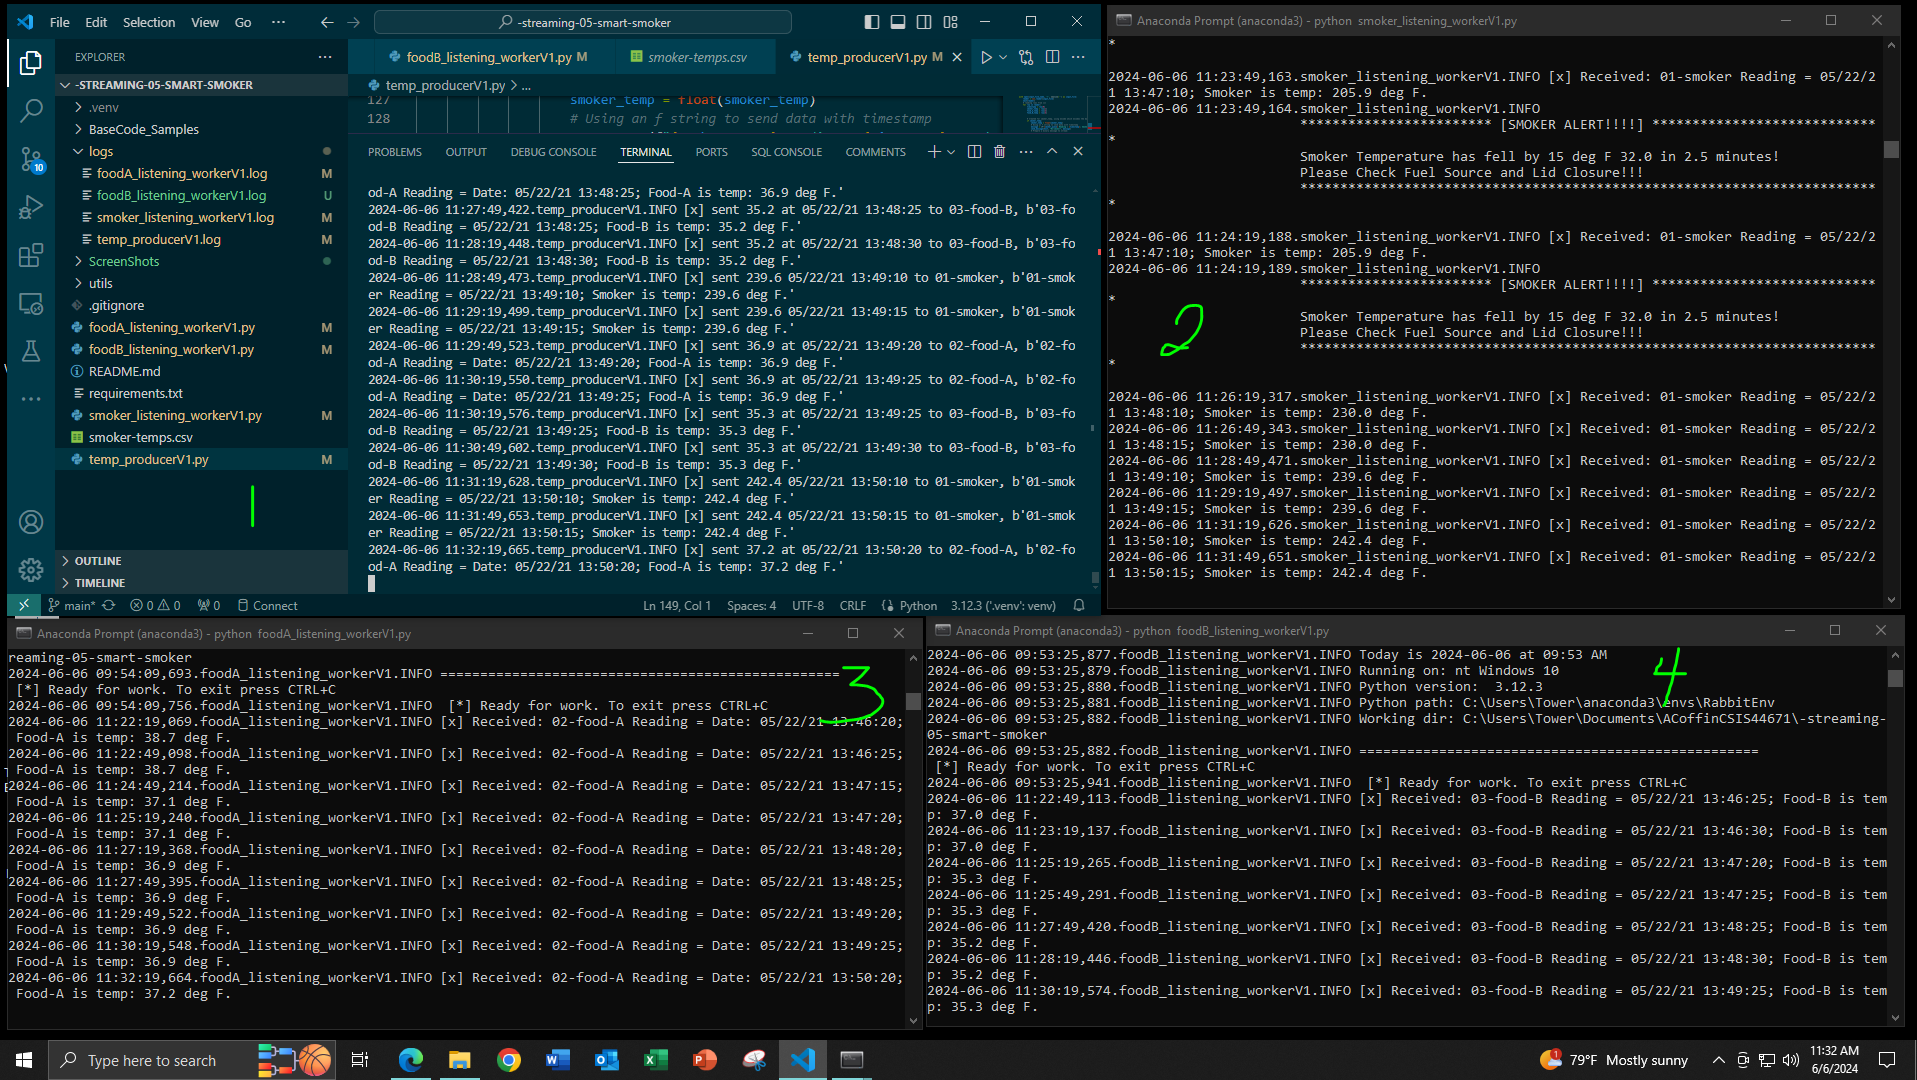 File Edit Selection View Go ··· -streaming-05-smart-smoker
EXPLORER ···
-STREAMING-05-SMART-SMOKER
.venv
BaseCode_Samples
logs
foodA_listening_workerV1.log M
foodB_listening_workerV1.log U
smoker_listening_workerV1.log M
temp_producerV1.log M
ScreenShots
utils
.gitignore
foodA_listening_workerV1.py M
foodB_listening_workerV1.py M
README.md
requirements.txt
smoker_listening_workerV1.py M
smoker-temps.csv
temp_producerV1.py M
1
OUTLINE
TIMELINE
10
foodB_listening_workerV1.py M smoker-temps.csv temp_producerV1.py M
temp_producerV1.py > ...
127 smoker_temp = float(smoker_temp)
128 # Using an f string to send data with timestamp
PROBLEMS OUTPUT DEBUG CONSOLE TERMINAL PORTS SQL CONSOLE COMMENTS
od-A Reading = Date: 05/22/21 13:48:25; Food-A is temp: 36.9 deg F.'
2024-06-06 11:27:49,422.temp_producerV1.INFO [x] sent 35.2 at 05/22/21 13:48:25 to 03-food-B, b'03-fo
od-B Reading = 05/22/21 13:48:25; Food-B is temp: 35.2 deg F.'
2024-06-06 11:28:19,448.temp_producerV1.INFO [x] sent 35.2 at 05/22/21 13:48:30 to 03-food-B, b'03-fo
od-B Reading = 05/22/21 13:48:30; Food-B is temp: 35.2 deg F.'
2024-06-06 11:28:49,473.temp_producerV1.INFO [x] sent 239.6 05/22/21 13:49:10 to 01-smoker, b'01-smok
er Reading = 05/22/21 13:49:10; Smoker is temp: 239.6 deg F.'
2024-06-06 11:29:19,499.temp_producerV1.INFO [x] sent 239.6 05/22/21 13:49:15 to 01-smoker, b'01-smok
er Reading = 05/22/21 13:49:15; Smoker is temp: 239.6 deg F.'
2024-06-06 11:29:49,523.temp_producerV1.INFO [x] sent 36.9 at 05/22/21 13:49:20 to 02-food-A, b'02-fo
od-A Reading = Date: 05/22/21 13:49:20; Food-A is temp: 36.9 deg F.'
2024-06-06 11:30:19,550.temp_producerV1.INFO [x] sent 36.9 at 05/22/21 13:49:25 to 02-food-A, b'02-fo
od-A Reading = Date: 05/22/21 13:49:25; Food-A is temp: 36.9 deg F.'
2024-06-06 11:30:19,576.temp_producerV1.INFO [x] sent 35.3 at 05/22/21 13:49:25 to 03-food-B, b'03-fo
od-B Reading = 05/22/21 13:49:25; Food-B is temp: 35.3 deg F.'
2024-06-06 11:30:49,602.temp_producerV1.INFO [x] sent 35.3 at 05/22/21 13:49:30 to 03-food-B, b'03-fo
od-B Reading = 05/22/21 13:49:30; Food-B is temp: 35.3 deg F.'
2024-06-06 11:31:19,628.temp_producerV1.INFO [x] sent 242.4 05/22/21 13:50:10 to 01-smoker, b'01-smok
er Reading = 05/22/21 13:50:10; Smoker is temp: 242.4 deg F.'
2024-06-06 11:31:49,653.temp_producerV1.INFO [x] sent 242.4 05/22/21 13:50:15 to 01-smoker, b'01-smok
er Reading = 05/22/21 13:50:15; Smoker is temp: 242.4 deg F.'
2024-06-06 11:32:19,665.temp_producerV1.INFO [x] sent 37.2 at 05/22/21 13:50:20 to 02-food-A, b'02-fo
od-A Reading = Date: 05/22/21 13:50:20; Food-A is temp: 37.2 deg F.'
main* 0 0 0 Connect Ln 149, Col 1 Spaces: 4 UTF-8 CRLF Python 3.12.3 ('.venv': venv)
Anaconda Prompt (anaconda3) - python smoker_listening_workerV1.py
*
2024-06-06 11:23:49,163.smoker_listening_workerV1.INFO [x] Received: 01-smoker Reading = 05/22/2
1 13:47:10; Smoker is temp: 205.9 deg F.
2024-06-06 11:23:49,164.smoker_listening_workerV1.INFO
************************ [SMOKER ALERT!!!!] ****************************
*
Smoker Temperature has fell by 15 deg F 32.0 in 2.5 minutes!
Please Check Fuel Source and Lid Closure!!!
************************************************************************
*
2024-06-06 11:24:19,188.smoker_listening_workerV1.INFO [x] Received: 01-smoker Reading = 05/22/2
1 13:47:10; Smoker is temp: 205.9 deg F.
2024-06-06 11:24:19,189.smoker_listening_workerV1.INFO
************************ [SMOKER ALERT!!!!] ****************************
*
2
Smoker Temperature has fell by 15 deg F 32.0 in 2.5 minutes!
Please Check Fuel Source and Lid Closure!!!
************************************************************************
*
2024-06-06 11:26:19,317.smoker_listening_workerV1.INFO [x] Received: 01-smoker Reading = 05/22/2
1 13:48:10; Smoker is temp: 230.0 deg F.
2024-06-06 11:26:49,343.smoker_listening_workerV1.INFO [x] Received: 01-smoker Reading = 05/22/2
1 13:48:15; Smoker is temp: 230.0 deg F.
2024-06-06 11:28:49,471.smoker_listening_workerV1.INFO [x] Received: 01-smoker Reading = 05/22/2
1 13:49:10; Smoker is temp: 239.6 deg F.
2024-06-06 11:29:19,497.smoker_listening_workerV1.INFO [x] Received: 01-smoker Reading = 05/22/2
1 13:49:15; Smoker is temp: 239.6 deg F.
2024-06-06 11:31:19,626.smoker_listening_workerV1.INFO [x] Received: 01-smoker Reading = 05/22/2
1 13:50:10; Smoker is temp: 242.4 deg F.
2024-06-06 11:31:49,651.smoker_listening_workerV1.INFO [x] Received: 01-smoker Reading = 05/22/2
1 13:50:15; Smoker is temp: 242.4 deg F.
Anaconda Prompt (anaconda3) - python foodA_listening_workerV1.py
reaming-05-smart-smoker
2024-06-06 09:54:09,693.foodA_listening_workerV1.INFO ==================================================
[*] Ready for work. To exit press CTRL+C
3
2024-06-06 09:54:09,756.foodA_listening_workerV1.INFO [*] Ready for work. To exit press CTRL+C
2024-06-06 11:22:19,069.foodA_listening_workerV1.INFO [x] Received: 02-food-A Reading = Date: 05/22/21 13:46:20;
Food-A is temp: 38.7 deg F.
2024-06-06 11:22:49,098.foodA_listening_workerV1.INFO [x] Received: 02-food-A Reading = Date: 05/22/21 13:46:25;
Food-A is temp: 38.7 deg F.
2024-06-06 11:24:49,214.foodA_listening_workerV1.INFO [x] Received: 02-food-A Reading = Date: 05/22/21 13:47:15;
Food-A is temp: 37.1 deg F.
2024-06-06 11:25:19,240.foodA_listening_workerV1.INFO [x] Received: 02-food-A Reading = Date: 05/22/21 13:47:20;
Food-A is temp: 37.1 deg F.
2024-06-06 11:27:19,368.foodA_listening_workerV1.INFO [x] Received: 02-food-A Reading = Date: 05/22/21 13:48:20;
Food-A is temp: 36.9 deg F.
2024-06-06 11:27:49,395.foodA_listening_workerV1.INFO [x] Received: 02-food-A Reading = Date: 05/22/21 13:48:25;
Food-A is temp: 36.9 deg F.
2024-06-06 11:29:49,522.foodA_listening_workerV1.INFO [x] Received: 02-food-A Reading = Date: 05/22/21 13:49:20;
Food-A is temp: 36.9 deg F.
2024-06-06 11:30:19,548.foodA_listening_workerV1.INFO [x] Received: 02-food-A Reading = Date: 05/22/21 13:49:25;
Food-A is temp: 36.9 deg F.
2024-06-06 11:32:19,664.foodA_listening_workerV1.INFO [x] Received: 02-food-A Reading = Date: 05/22/21 13:50:20;
Food-A is temp: 37.2 deg F.
Anaconda Prompt (anaconda3) - python foodB_listening_workerV1.py
2024-06-06 09:53:25,877.foodB_listening_workerV1.INFO Today is 2024-06-06 at 09:53 AM
2024-06-06 09:53:25,879.foodB_listening_workerV1.INFO Running on: nt Windows 10
4
2024-06-06 09:53:25,880.foodB_listening_workerV1.INFO Python version: 3.12.3
2024-06-06 09:53:25,881.foodB_listening_workerV1.INFO Python path: C:\Users\Tower\anaconda3\envs\RabbitEnv
2024-06-06 09:53:25,882.foodB_listening_workerV1.INFO Working dir: C:\Users\Tower\Documents\ACoffinCSIS44671\-streaming-
05-smart-smoker
2024-06-06 09:53:25,882.foodB_listening_workerV1.INFO ==================================================
[*] Ready for work. To exit press CTRL+C
2024-06-06 09:53:25,941.foodB_listening_workerV1.INFO [*] Ready for work. To exit press CTRL+C
2024-06-06 11:22:49,113.foodB_listening_workerV1.INFO [x] Received: 03-food-B Reading = 05/22/21 13:46:25; Food-B is tem
p: 37.0 deg F.
2024-06-06 11:23:19,137.foodB_listening_workerV1.INFO [x] Received: 03-food-B Reading = 05/22/21 13:46:30; Food-B is tem
p: 37.0 deg F.
2024-06-06 11:25:19,265.foodB_listening_workerV1.INFO [x] Received: 03-food-B Reading = 05/22/21 13:47:20; Food-B is tem
p: 35.3 deg F.
2024-06-06 11:25:49,291.foodB_listening_workerV1.INFO [x] Received: 03-food-B Reading = 05/22/21 13:47:25; Food-B is tem
p: 35.3 deg F.
2024-06-06 11:27:49,420.foodB_listening_workerV1.INFO [x] Received: 03-food-B Reading = 05/22/21 13:48:25; Food-B is tem
p: 35.2 deg F.
2024-06-06 11:28:19,446.foodB_listening_workerV1.INFO [x] Received: 03-food-B Reading = 05/22/21 13:48:30; Food-B is tem
p: 35.2 deg F.
2024-06-06 11:30:19,574.foodB_listening_workerV1.INFO [x] Received: 03-food-B Reading = 05/22/21 13:49:25; Food-B is tem
p: 35.3 deg F.
Type here to search
1 79°F Mostly sunny 11:32 AM
6/6/2024